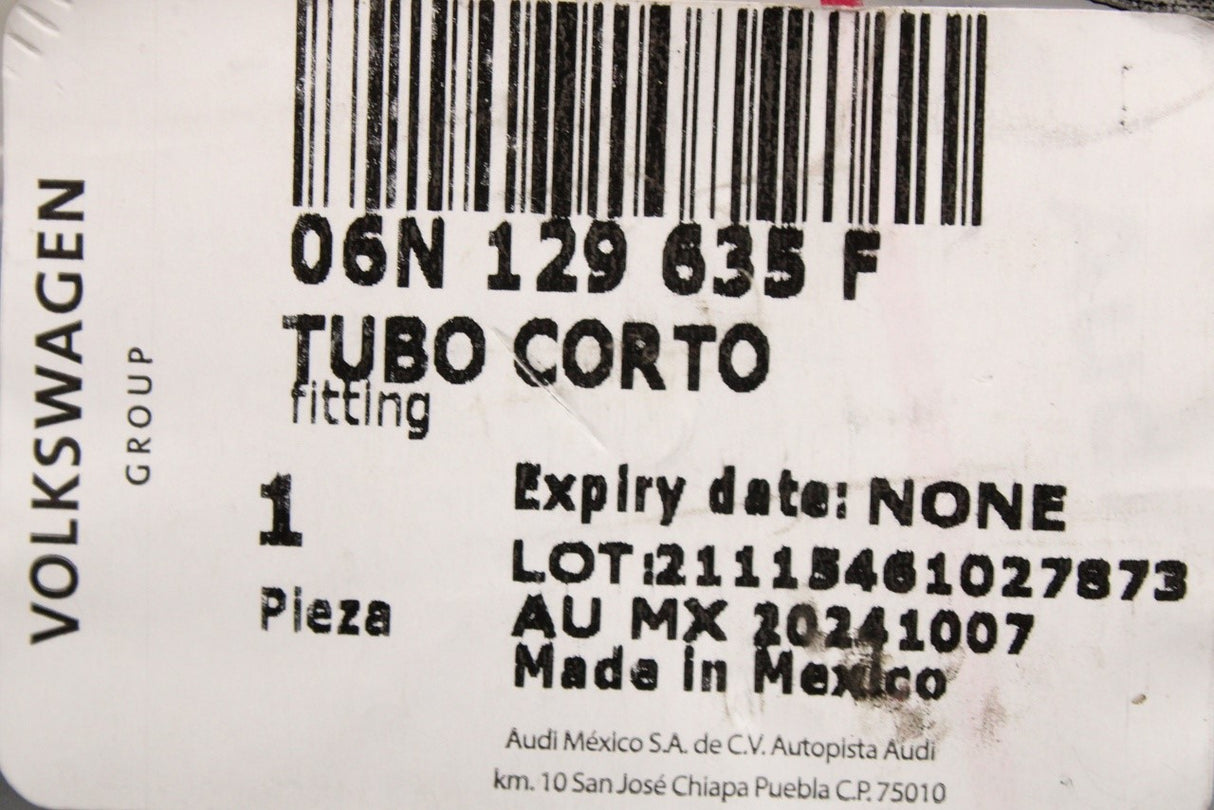 VOLKSWAGEN
GROUP
06N 129 635 F
TUBO CORTO
fitting
1
Pieza
Expiry date: NONE
LOT:21115461027873
AU MX 20241007
Made in Mexico
Audi México S.A. de C.V. Autopista Audi
km. 10 San José Chiapa Puebla C.P. 75010